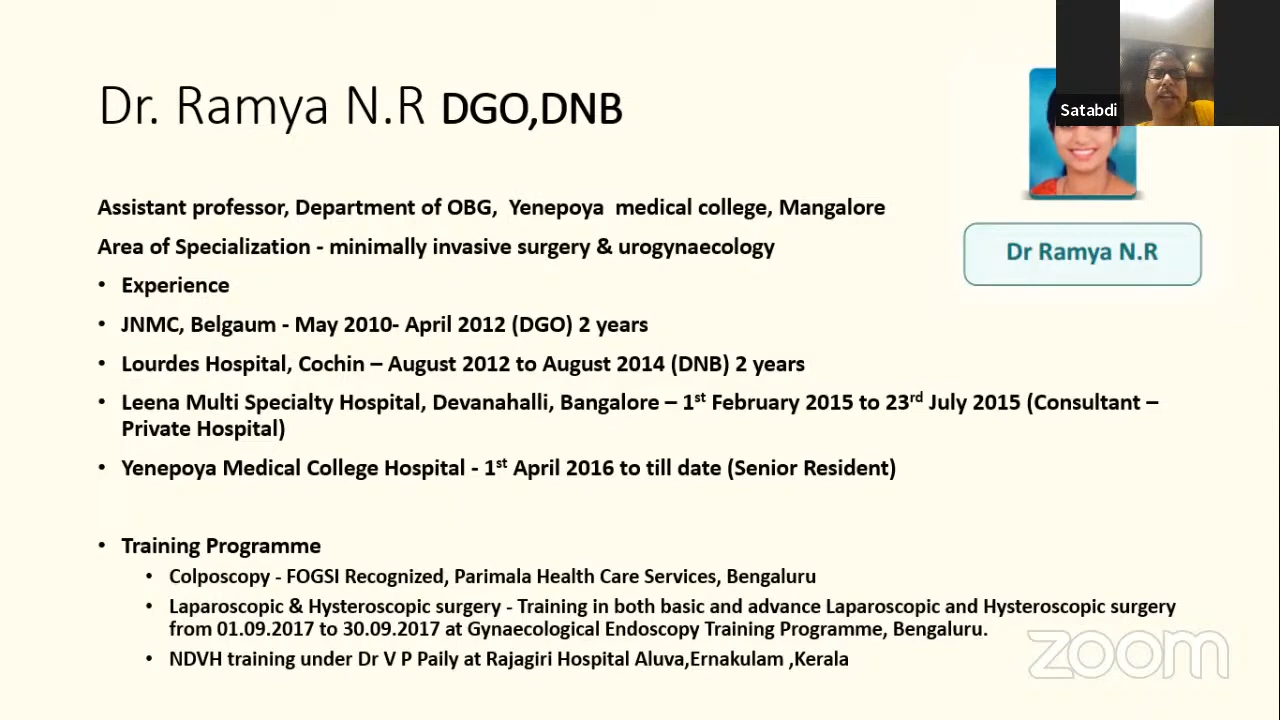 Satabdi
Dr. Ramya N.R DGO,DNB
Dr Ramya N.R
Assistant professor, Department of OBG, Yenepoya medical college, Mangalore
Area of Specialization - minimally invasive surgery & urogynaecology
• Experience
• JNMC, Belgaum - May 2010- April 2012 (DGO) 2 years
• Lourdes Hospital, Cochin – August 2012 to August 2014 (DNB) 2 years
• Leena Multi Specialty Hospital, Devanahalli, Bangalore – 1st February 2015 to 23rd July 2015 (Consultant –
Private Hospital)
• Yenepoya Medical College Hospital - 1st April 2016 to till date (Senior Resident)
• Training Programme
• Colposcopy - FOGSI Recognized, Parimala Health Care Services, Bengaluru
• Laparoscopic & Hysteroscopic surgery - Training in both basic and advance Laparoscopic and Hysteroscopic surgery
from 01.09.2017 to 30.09.2017 at Gynaecological Endoscopy Training Programme, Bengaluru.
• NDVH training under Dr V P Paily at Rajagiri Hospital Aluva,Ernakulam ,Kerala
zoom